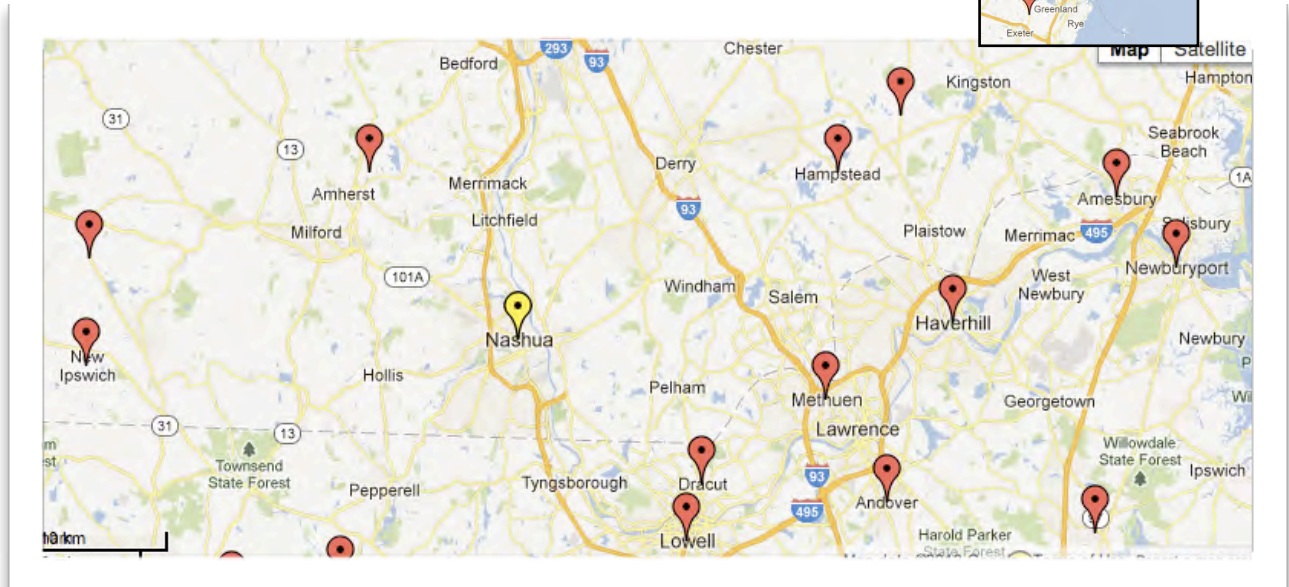 Greenland
Rye
Exeter
Map Satellite
293
93
Chester
Bedford
Kingston
Hampton
31
13
Seabrook
Beach
Derry
Hampstead
1A
Amherst
Merrimack
Amesbury
93
Litchfield
Milford
Plaistow
Merrimac
495
Salisbury
101A
Windham
Salem
West
Newbury
Newburyport
Nashua
Haverhill
Newbury
New
Ipswich
Hollis
Pelham
Methuen
Georgetown
31
13
Lawrence
Townsend
State Forest
Willowdale
State Forest
Ipswich
Pepperell
Tyngsborough
Dracut
93
Andover
495
Lowell
Harold Parker
State Forest